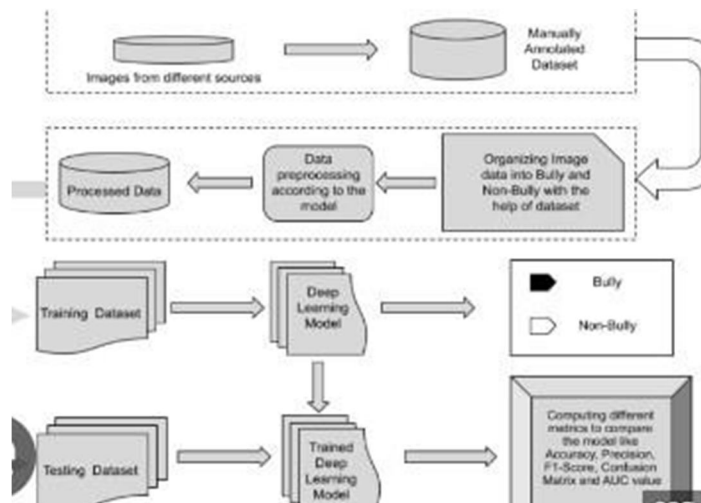 Images from different sources
Manually
Annotated
Dataset
Processed Data
Data
preprocessing
according to the
model
Organizing Image
data into Bully and
Non-Bully with the
help of dataset
Training Dataset
Deep
Learning
Model
Bully
Non-Bully
Testing Dataset
Trained
Deep
Learning
Model
Computing different
metrics to compare
the model like
Accuracy, Precision,
F1-Score, Confusion
Matrix and AUC value